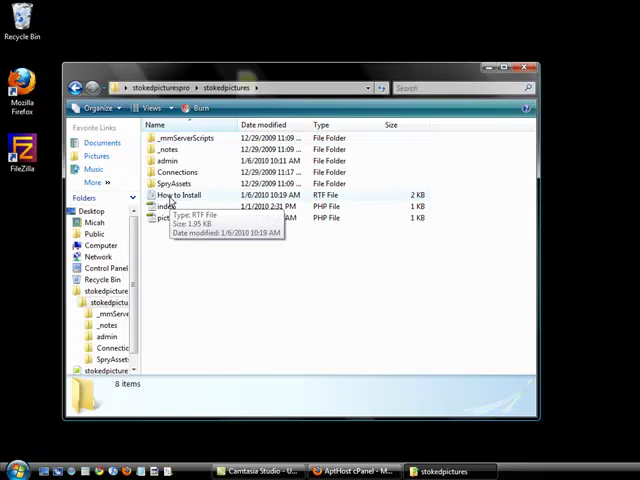 Recycle Bin
Mozilla
Firefox
FileZilla
stokedpicturespro
stokedpictures
Search
Organize
Views
Burn
Name
Date modified
Type
Size
Favorite Links
Documents
Pictures
Music
More »
Folders
_mmServerScripts 12/29/2009 11:09 ... File Folder
_notes 12/29/2009 11:09 ... File Folder
admin 1/6/2010 10:11 AM File Folder
Connections 12/29/2009 11:17 ... File Folder
SpryAssets 12/29/2009 11:09 ... File Folder
How to Install 1/6/2010 10:19 AM RTF File 2 KB
index 1/1/2010 2:31 PM PHP File 1 KB
PHP File 1 KB
Type: RTF File
Size: 1.95 KB
Date modified: 1/6/2010 10:19 AM
Desktop
Micah
Public
Computer
Network
Control Panel
Recycle Bin
stokedpictu
stokedpictu
_mmServe
_notes
admin
Connectio
SpryAsset
stokedpictu
8 items
Camtasia Studio - U...
AptHost cPanel - M...
stokedpictures